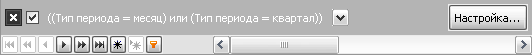 ((Тип периода = месяц) или (Тип периода = квартал))
Настройка...